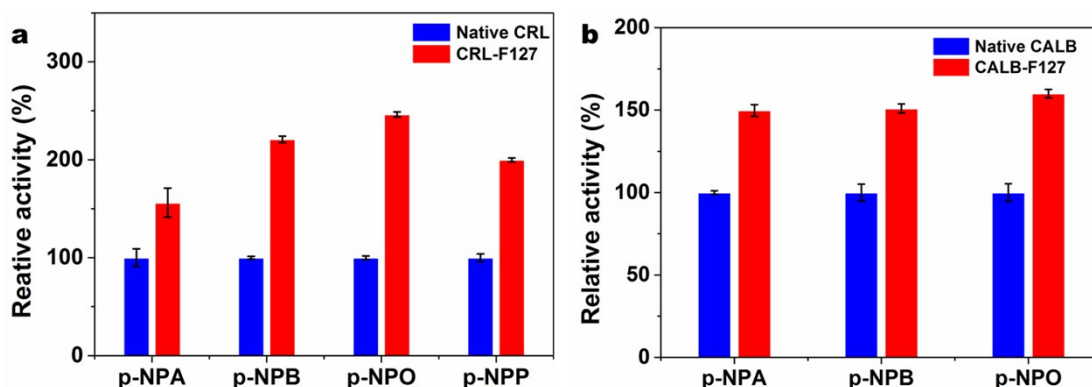 a
Native CRL
CRL-F127
Reative activity (%)
300
200
100
0
p-NPA p-NPB p-NPO p-NPP
b
Native CALB
CALB-F127
Relative activity (%)
200
150
100
50
0
p-NPA p-NPB p-NPO